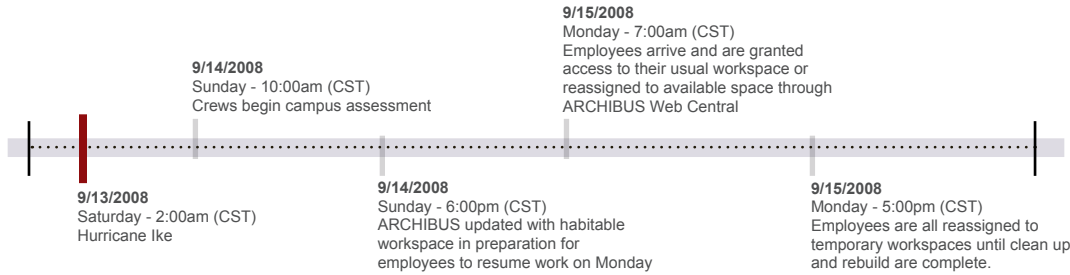 9/13/2008
Saturday - 2:00am (CST)
Hurricane Ike
9/14/2008
Sunday - 10:00am (CST)
Crews begin campus assessment
9/14/2008
Sunday - 6:00pm (CST)
ARCHIBUS updated with habitable
workspace in preparation for
employees to resume work on Monday
9/15/2008
Monday - 7:00am (CST)
Employees arrive and are granted
access to their usual workspace or
reassigned to available space through
ARCHIBUS Web Central
9/15/2008
Monday - 5:00pm (CST)
Employees are all reassigned to
temporary workspaces until clean up
and rebuild are complete.